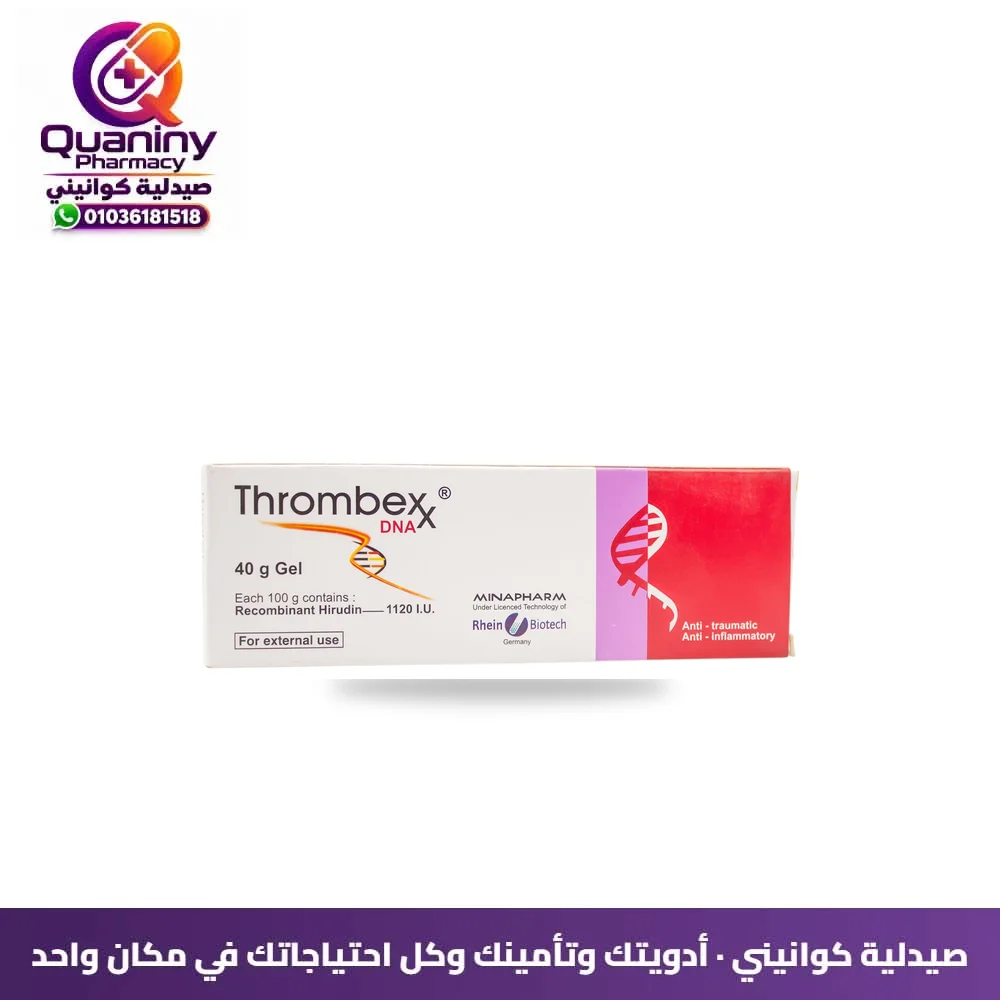 Quaniny
Pharmacy
صيدلية كوانيني
01036181518
Thrombexx®
DNA
40 g Gel
Each 100 g contains :
Recombinant Hirudin 1120 I.U.
For external use
MINAPHARM
Under Licenced Technology of
Rhein Biotech
Germany
Anti - traumatic
Anti - inflammatory
صيدلية كوانيني · أدويتك وتأمينك وكل احتياجاتك في مكان واحد